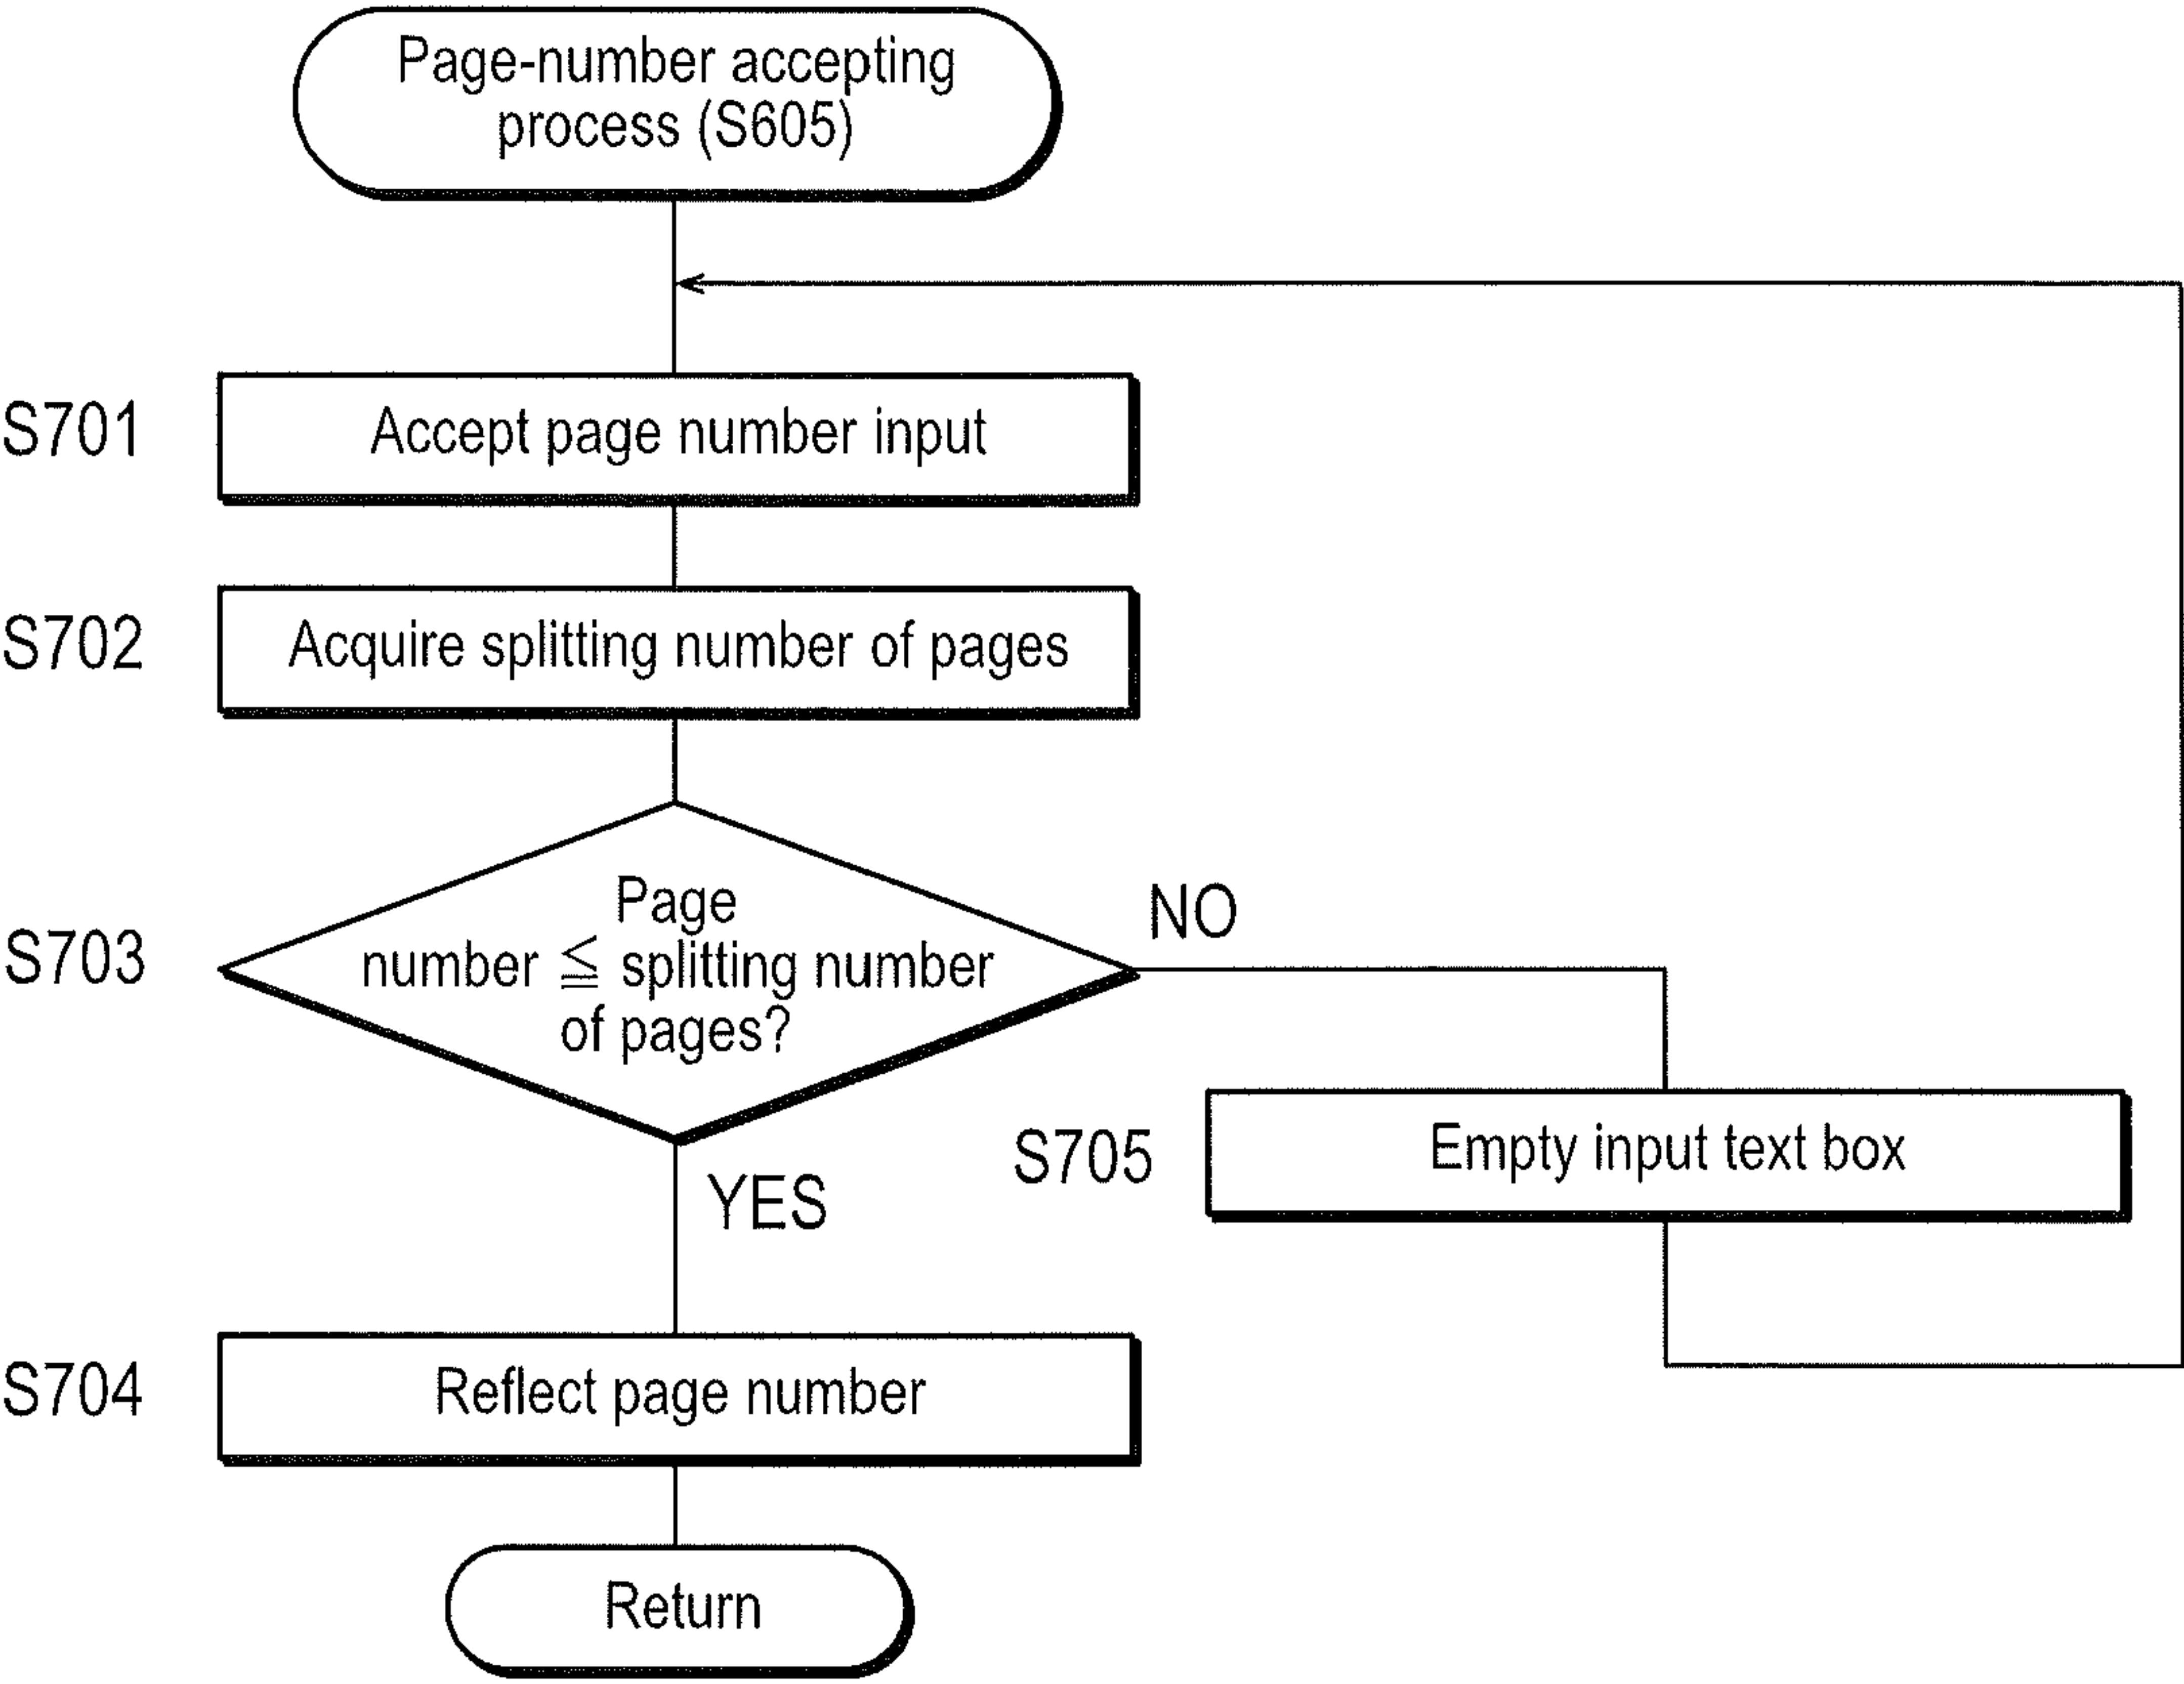 Page-number accepting
process (S605)
S701
Accept page number input
S702
Acquire splitting number of pages
S703
Page
number ≦ splitting number
of pages?
NO
YES
S705
Empty input text box
S704
Reflect page number
Return